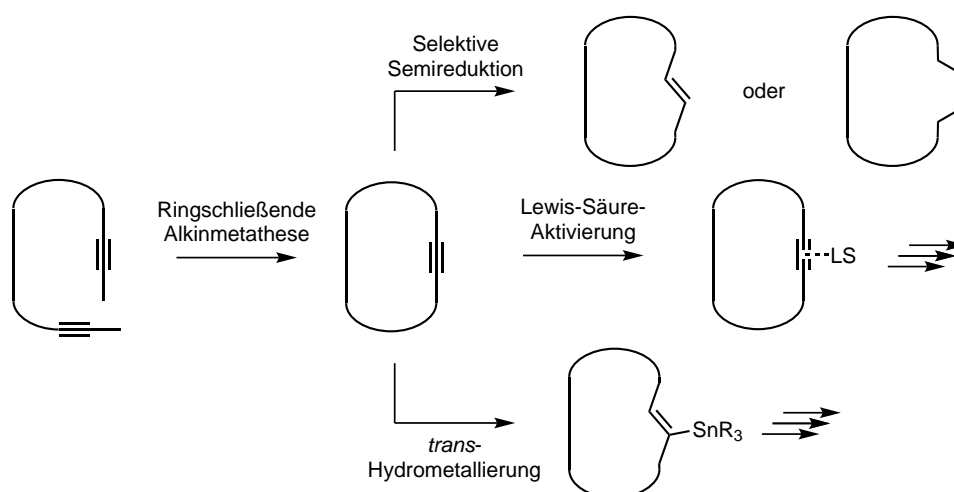 Selektive
Semireduktion
oder
Ringschließende
Alkinmetathese
Lewis-Säure-
Aktivierung
LS
trans-
Hydrometallierung
SnR3